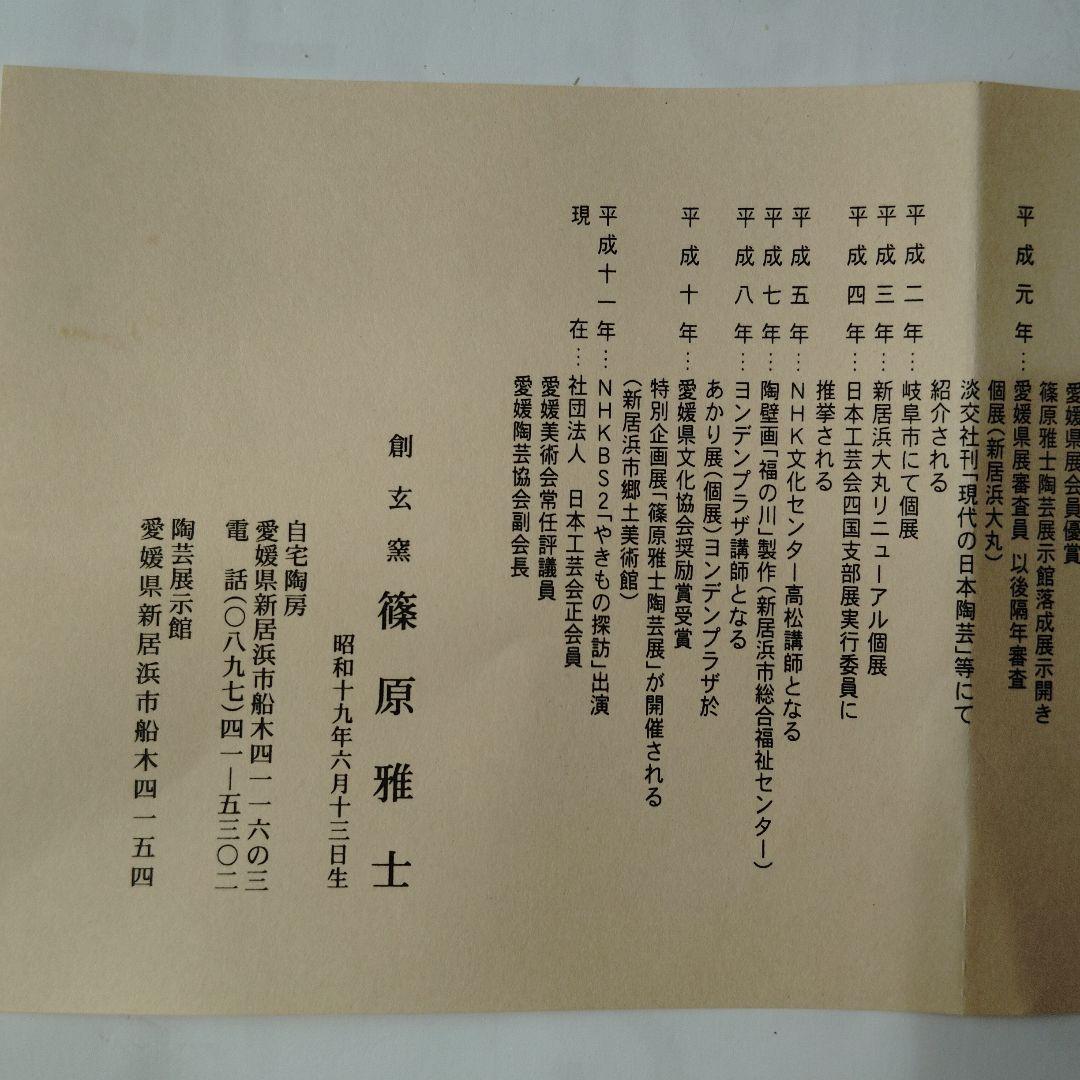 愛媛県展会員優賞
篠原雅士陶芸展示館落成展示開き
平成元年…愛媛県展審査員 以後隔年審査
個展(新居浜大丸)
淡交社刊「現代の日本陶芸」等にて
紹介される
平成二年…岐阜市にて個展
平成三年…新居浜大丸リニューアル個展
平成四年…日本工芸会四国支部展実行委員に
推挙される
平成五年…NHK文化センター高松講師となる
平成七年…陶壁画「福の川」製作(新居浜市総合福祉センター)
平成八年…ヨンデンプラザ講師となる
あかり展(個展)ヨンデンプラザ於
平成十年…愛媛県文化協会奨励賞受賞
特別企画展「篠原雅士陶芸展」が開催される
(新居浜市郷土美術館)
平成十一年…NHKBS2「やきもの探訪」出演
現在…社団法人 日本工芸会正会員
愛媛美術会常任評議員
愛媛陶芸協会副会長
創玄窯 篠原雅士
昭和十九年六月十三日生
自宅陶房
愛媛県新居浜市船木四一一六の三
電話(〇八九七)四一―五三〇二
陶芸展示館
愛媛県新居浜市船木四一五四